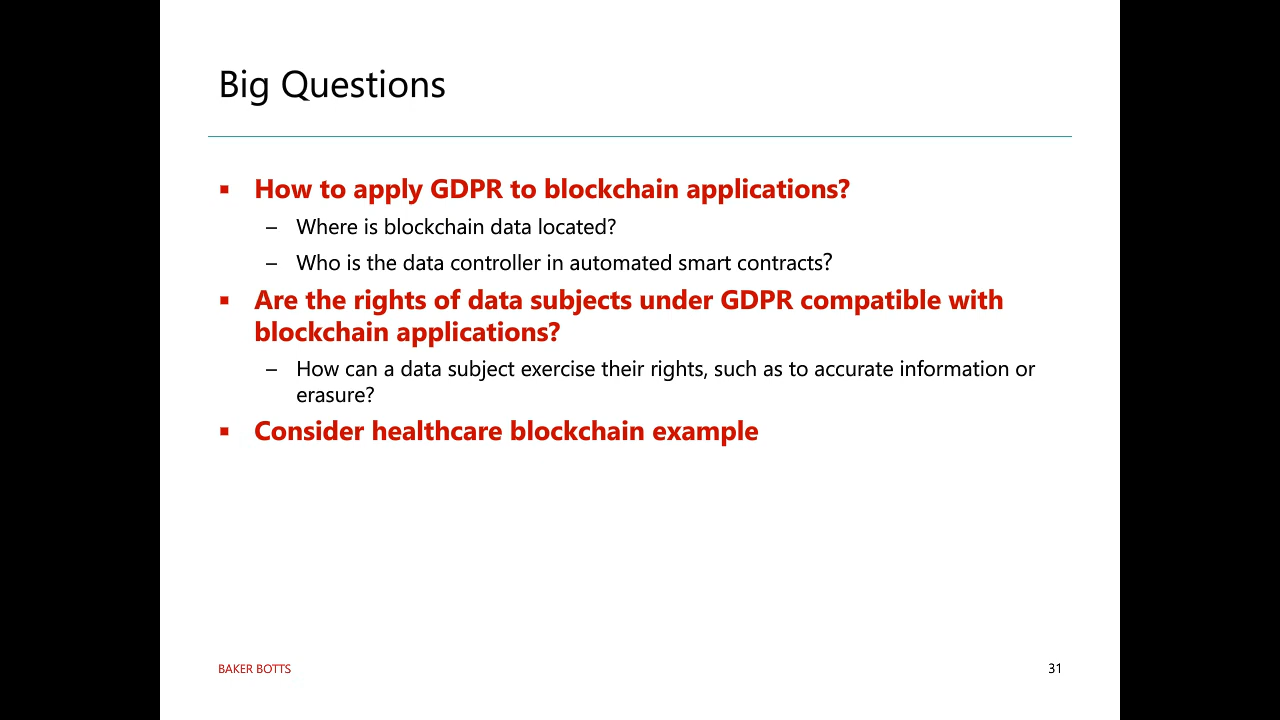 Big Questions
▪ How to apply GDPR to blockchain applications?
– Where is blockchain data located?
– Who is the data controller in automated smart contracts?
▪ Are the rights of data subjects under GDPR compatible with
blockchain applications?
– How can a data subject exercise their rights, such as to accurate information or
erasure?
▪ Consider healthcare blockchain example
BAKER BOTTS
31